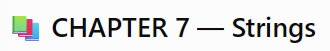 📚 CHAPTER 7 — Strings